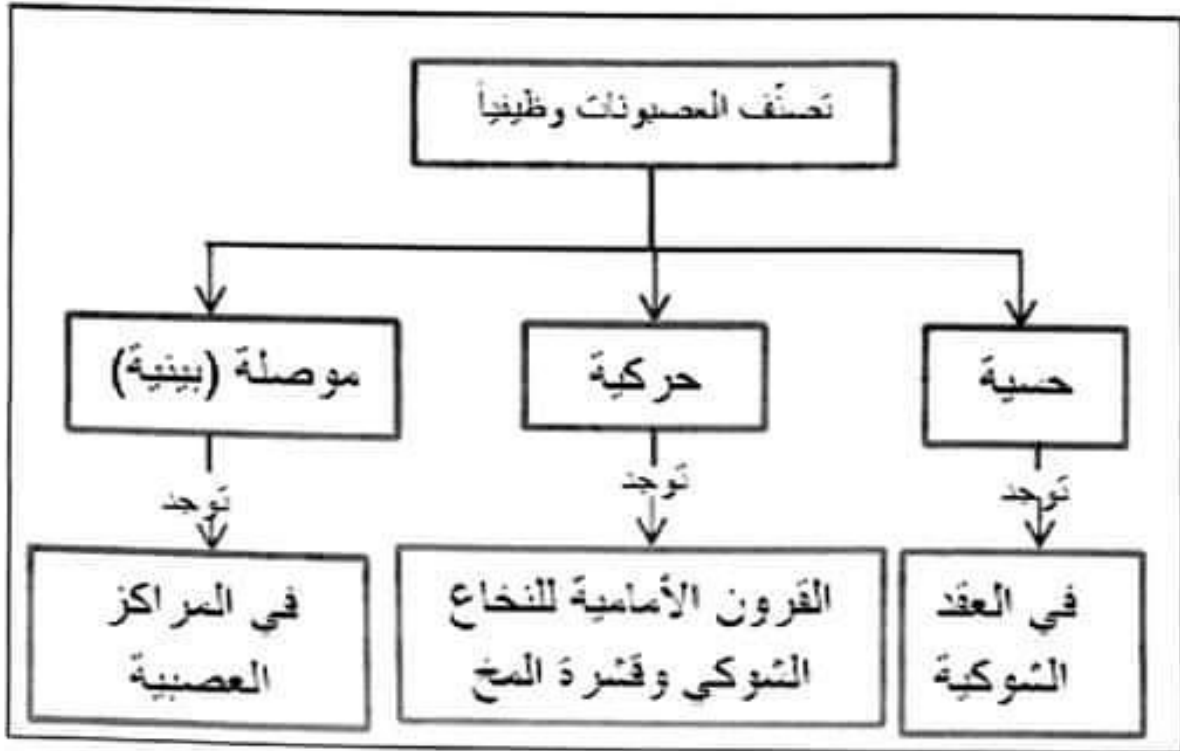 تصنّف العصبونات وظيفياً
حسية
حركية
موصلة (بينية)
توجد
توجد
توجد
في العقد
الشوكية
القرون الأمامية للنخاع
الشوكي وقشرة المخ
في المراكز
العصبية